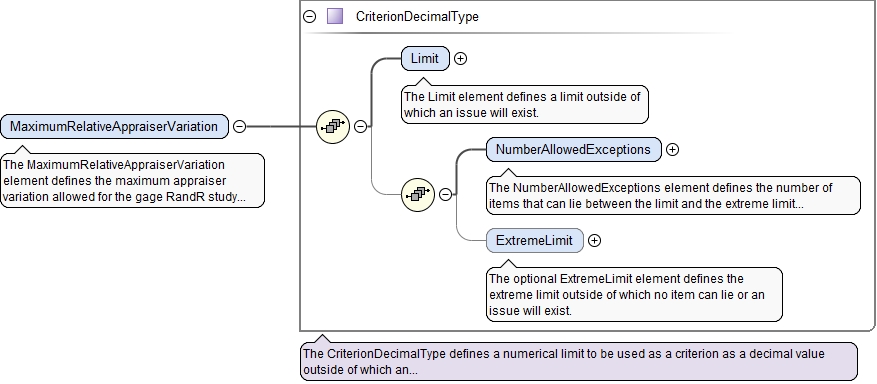 CriterionDecimalType
Limit
The Limit element defines a limit outside of
which an issue will exist.
MaximumRelativeAppraiserVariation
The MaximumRelativeAppraiserVariation
element defines the maximum appraiser
variation allowed for the gage RandR study...
NumberAllowedExceptions
The NumberAllowedExceptions element defines the number of
items that can lie between the limit and the extreme limit...
ExtremeLimit
The optional ExtremeLimit element defines the
extreme limit outside of which no item can lie or an
issue will exist.
The CriterionDecimalType defines a numerical limit to be used as a criterion as a decimal value
outside of which an...